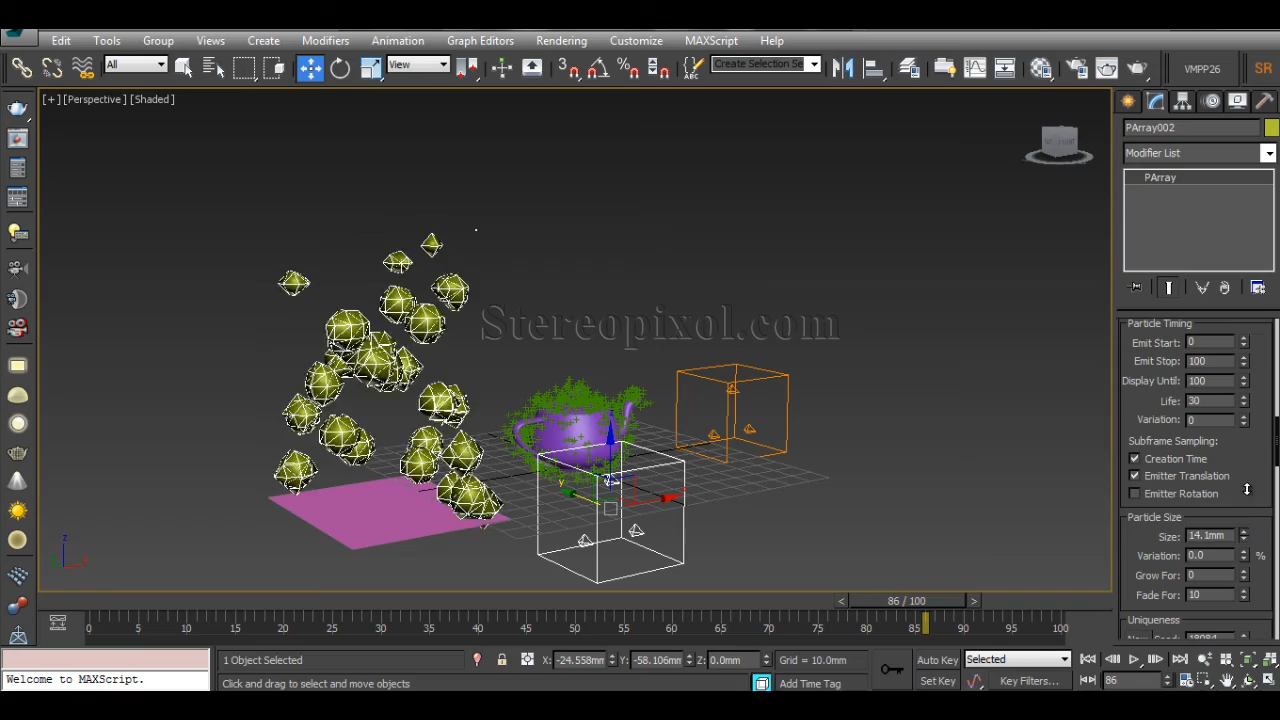 Edit Tools Group Views Create Modifiers Animation Graph Editors Rendering Customize MAXScript Help
All View Create Selection Se VMPP26 SR
[+] [Perspective] [Shaded]
PArray002
Modifier List
PArray
Stereopixol.com
Particle Timing
Emit Start: 0
Emit Stop: 100
Display Until: 100
Life: 30
Variation: 0
Subframe Sampling:
Creation Time
Emitter Translation
Emitter Rotation
Particle Size
Size: 14.1mm
Variation: 0.0 %
Grow For: 0
Fade For: 10
Uniqueness
86 / 100
0 5 10 15 20 25 30 35 40 45 50 55 60 65 70 75 80 85 90 95 100
1 Object Selected X: -24.558mm Y: -58.106mm Z: 0.0mm Grid = 10.0mm Auto Key Selected
Welcome to MAXScript. Click and drag to select and move objects Add Time Tag Set Key Key Filters... 86